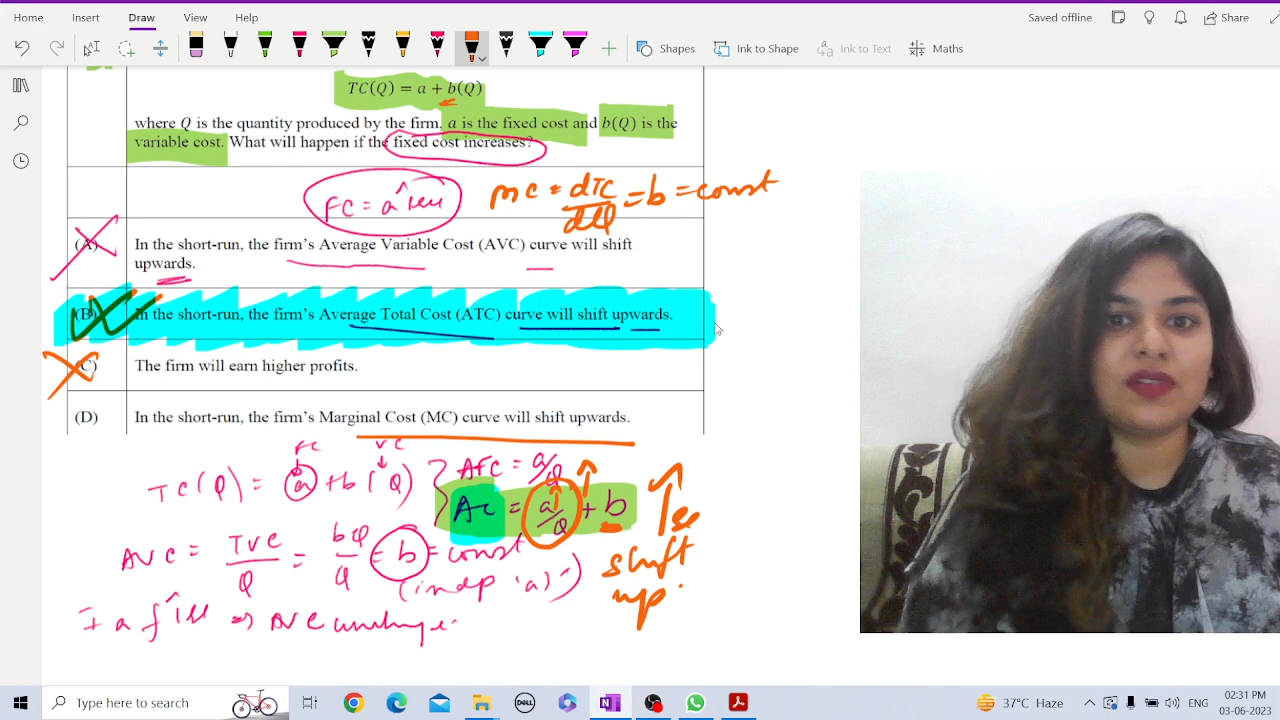 Home Insert Draw View Help Saved offline Share
Shapes Ink to Shape Ink to Text Maths
TC(Q) = a + b(Q)
where Q is the quantity produced by the firm, a is the fixed cost and b(Q) is the
variable cost. What will happen if the fixed cost increases?
FC = a ↑ MC = dTC/dQ = b = const
(A) In the short-run, the firm's Average Variable Cost (AVC) curve will shift
upwards.
(B) In the short-run, the firm's Average Total Cost (ATC) curve will shift upwards.
(C) The firm will earn higher profits.
(D) In the short-run, the firm's Marginal Cost (MC) curve will shift upwards.
FC VC
TC(Q) = a + b(Q) AFC = a/Q
AC = a/Q + b
AVC = TVC/Q = bQ/Q = b = const
(indp 'a')
shift
up
⇒ AVC
Type here to search 37°C Haze 02:31 PM
03-06-2023